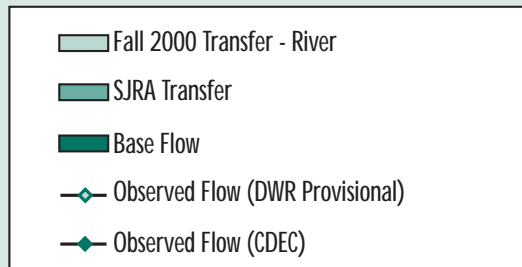 Fall 2000 Transfer - River
SJRA Transfer
Base Flow
Observed Flow (DWR Provisional)
Observed Flow (CDEC)